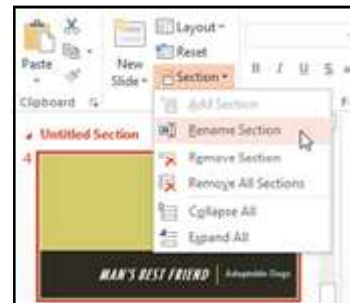 Layout
Reset
Paste
New
Slide
Section
B I U S
Clipboard
Add Section
Untitled Section
Rename Section
4
Remove Section
Remove All Sections
Collapse All
Expand All
MAN'S BEST FRIEND | Adaptable Dogs